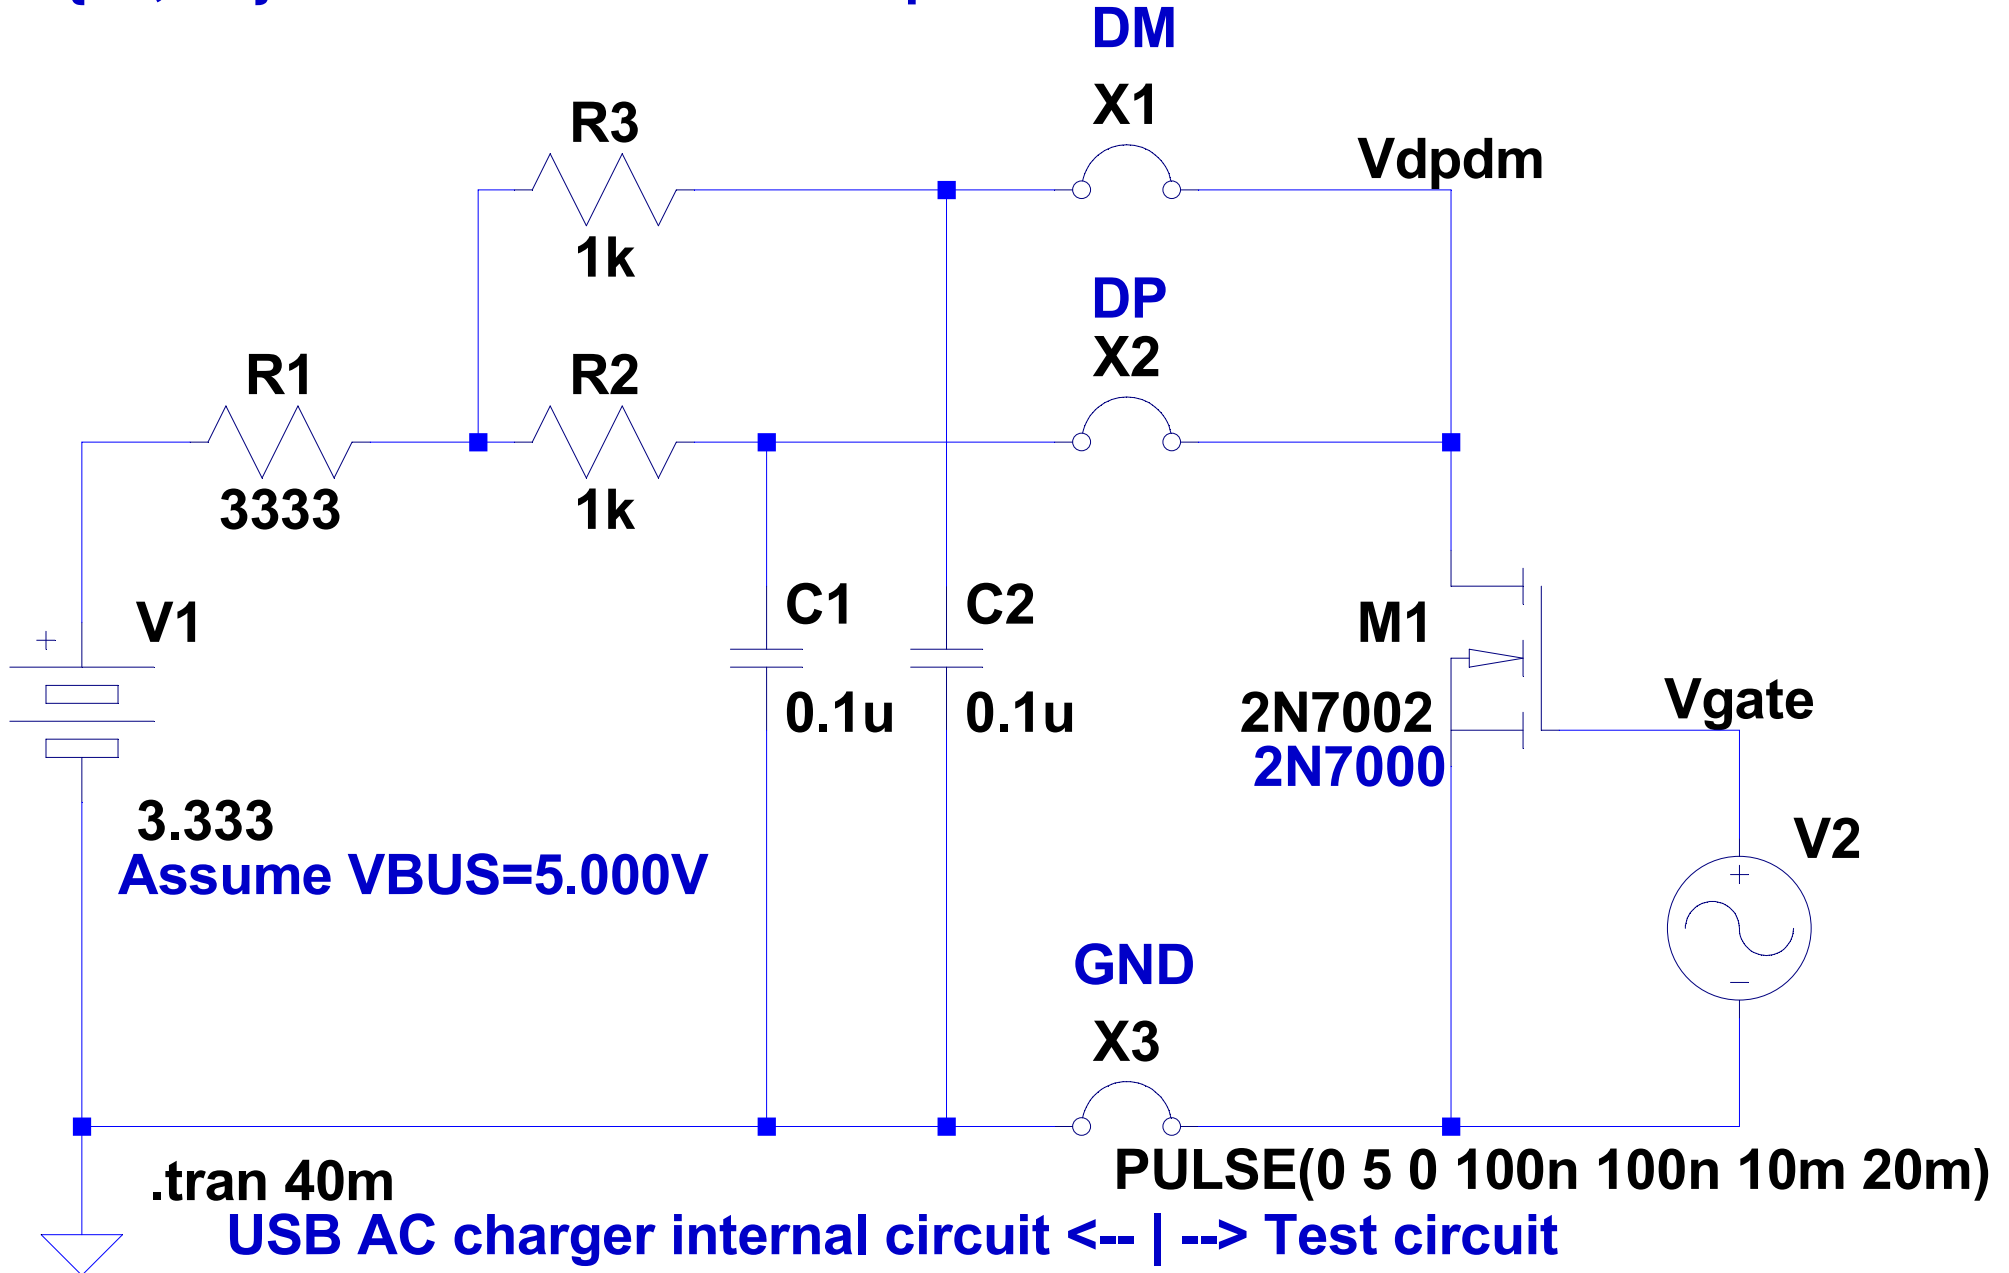 DM
X1
R3
Vdpdm
1k
DP
X2
R1
R2
3333
1k
V1
C1
C2
M1
0.1u
0.1u
2N7002
Vgate
2N7000
3.333
V2
Assume VBUS=5.000V
GND
X3
.tran 40m
PULSE(0 5 0 100n 100n 10m 20m)
USB AC charger internal circuit <-- | --> Test circuit